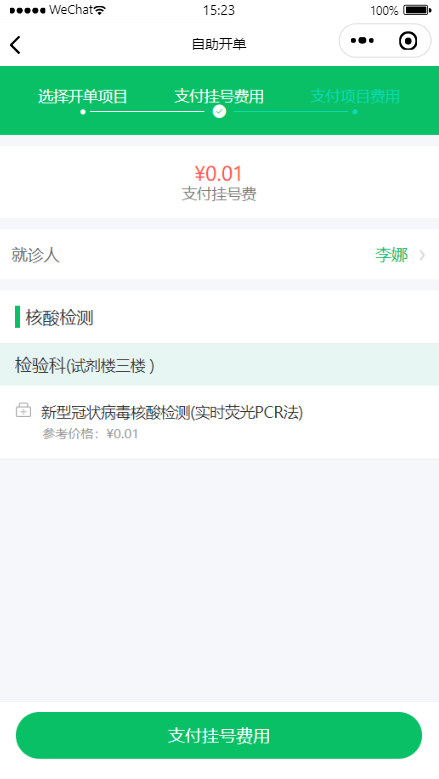 WeChat 15:23 100%
自助开单
选择开单项目 支付挂号费用 支付项目费用
¥0.01
支付挂号费
就诊人 李娜
核酸检测
检验科(试剂楼三楼 )
新型冠状病毒核酸检测(实时荧光PCR法)
参考价格：¥0.01
支付挂号费用